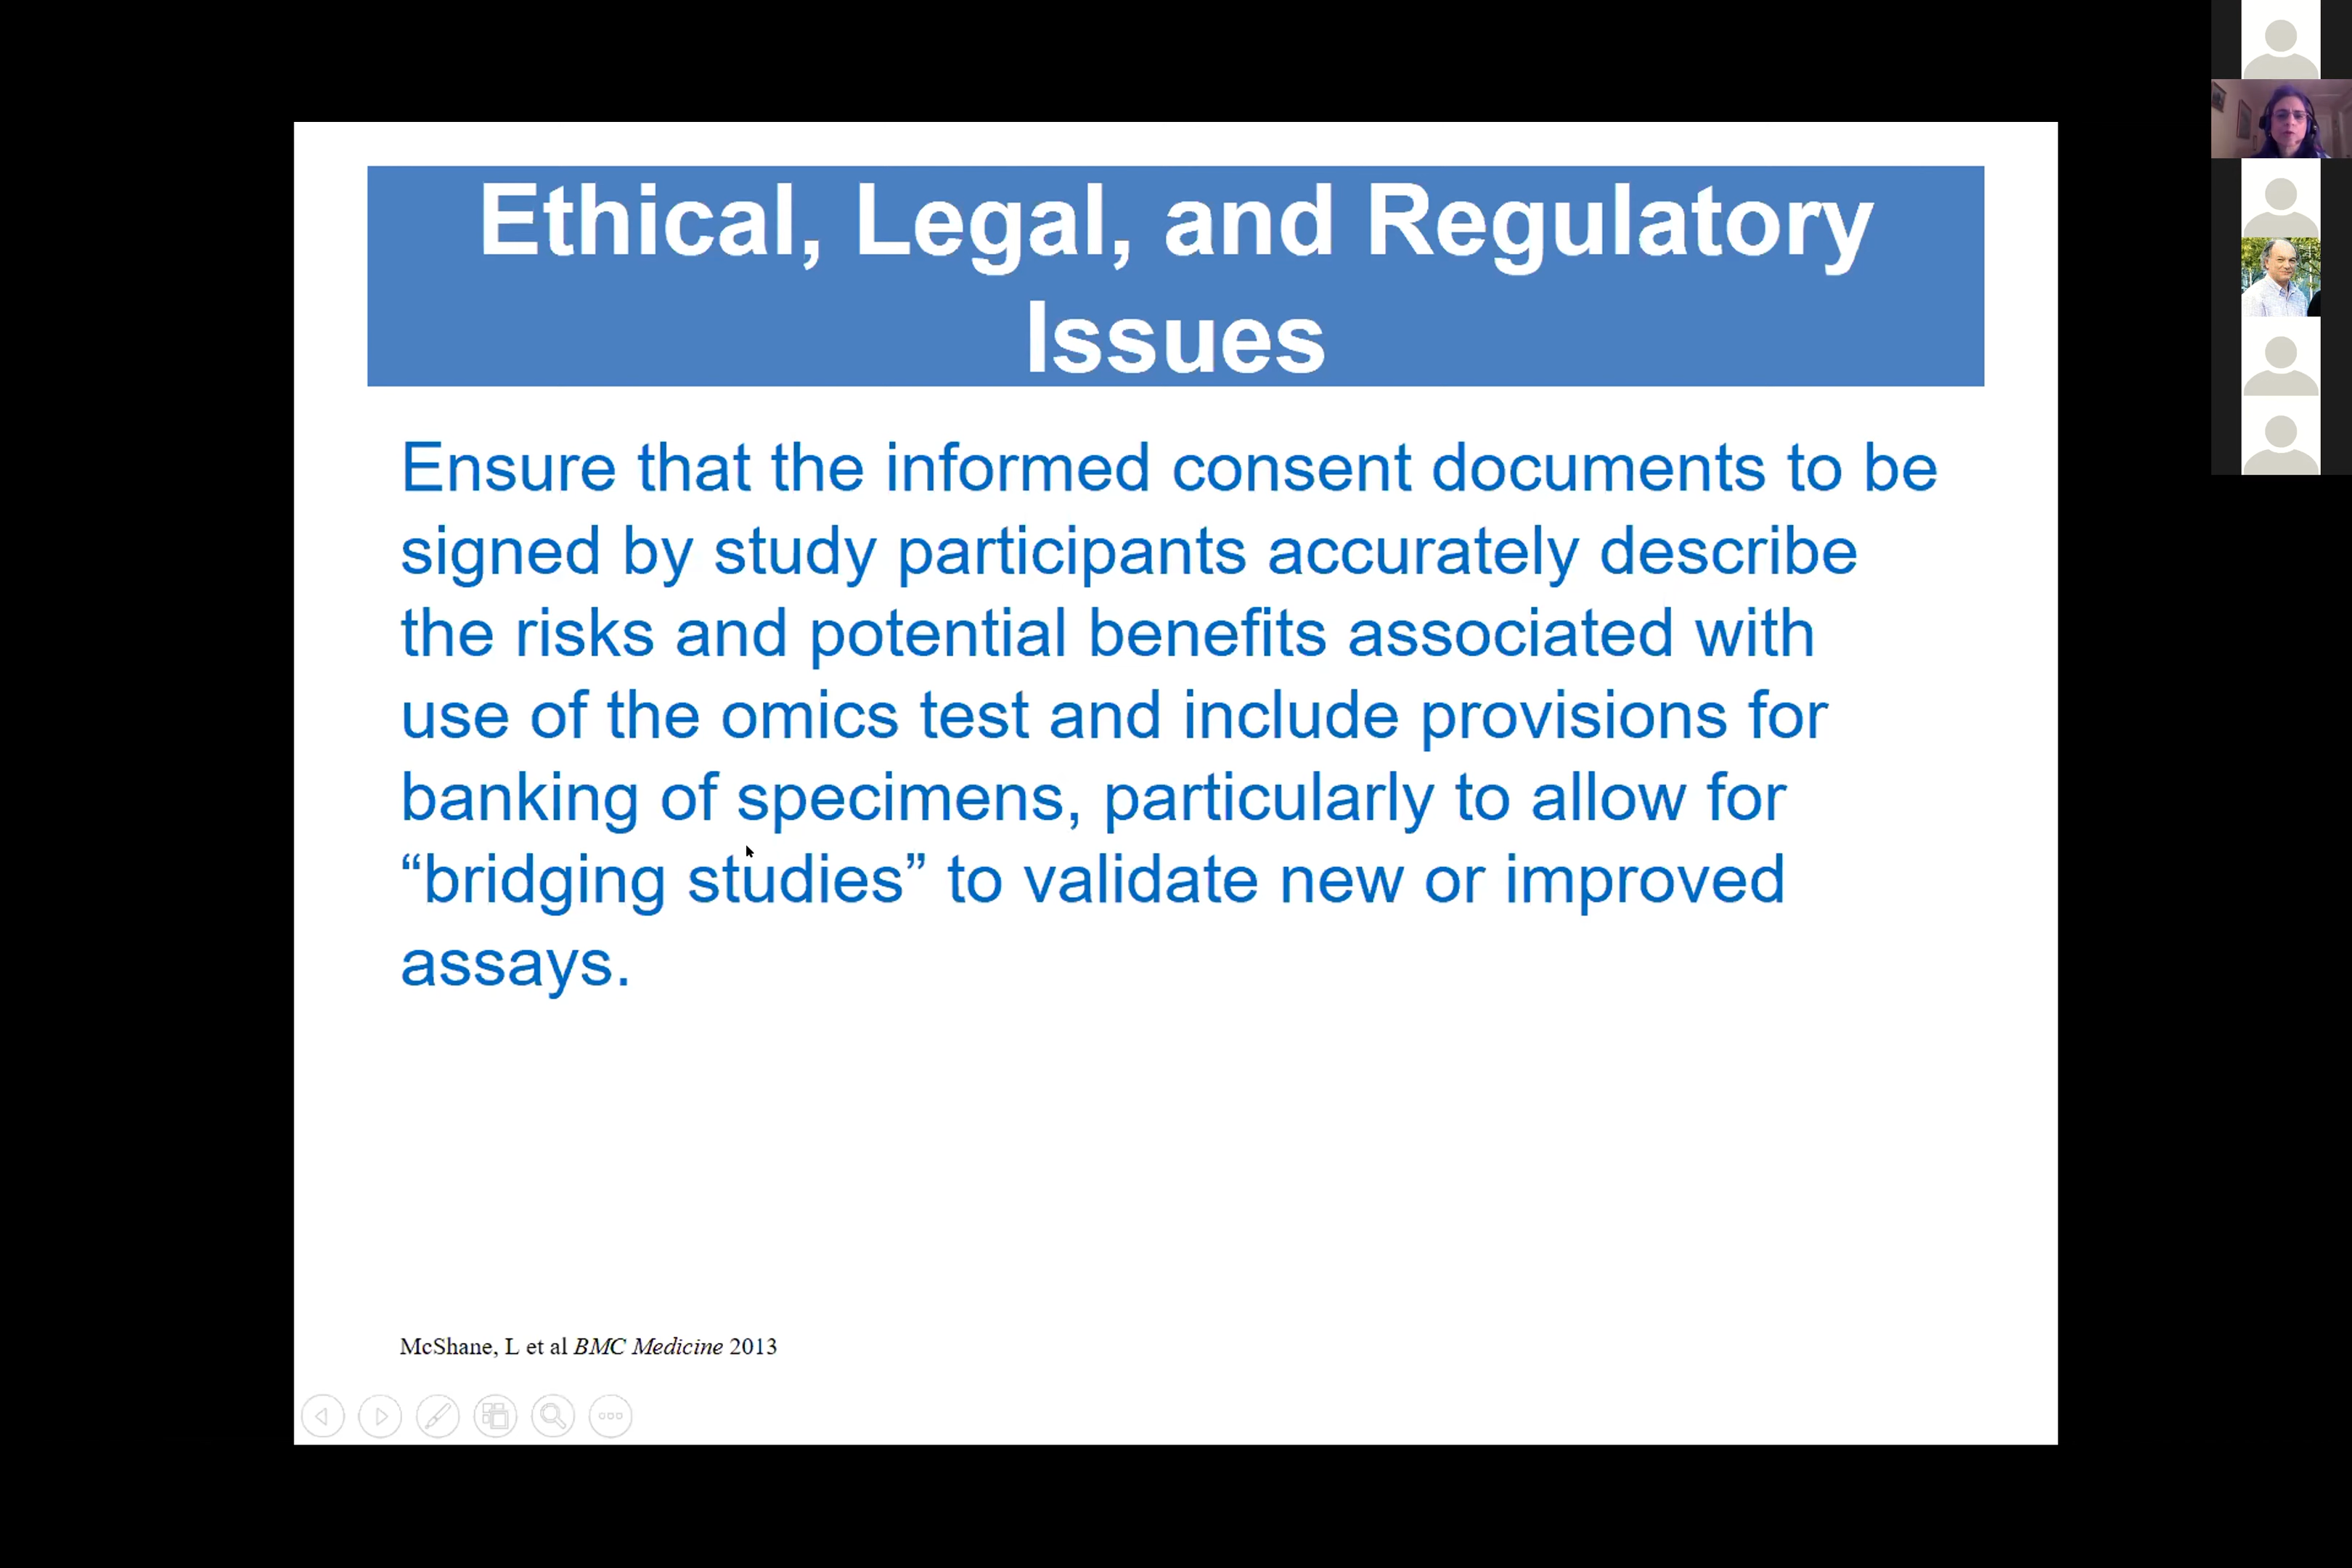 Ethical, Legal, and Regulatory
Issues
Ensure that the informed consent documents to be
signed by study participants accurately describe
the risks and potential benefits associated with
use of the omics test and include provisions for
banking of specimens, particularly to allow for
“bridging studies” to validate new or improved
assays.
McShane, L et al BMC Medicine 2013